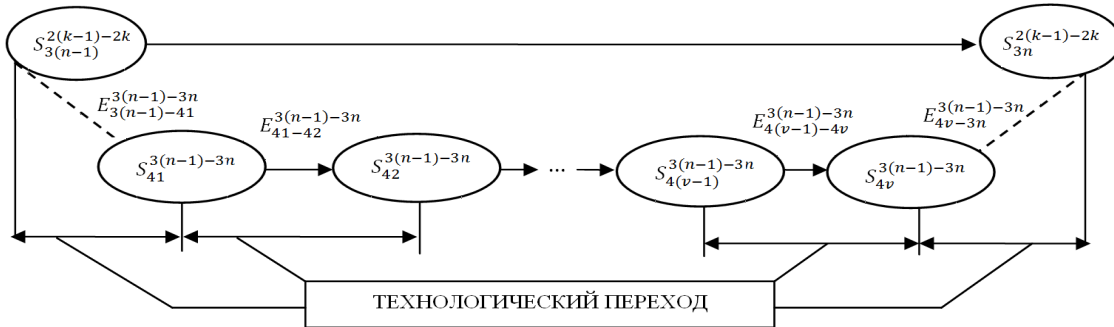 $S_{3(n-1)}^{2(k-1)-2k}$
$S_{3n}^{2(k-1)-2k}$
$E_{3(n-1)-41}^{3(n-1)-3n}$
$E_{41-42}^{3(n-1)-3n}$
$E_{4(v-1)-4v}^{3(n-1)-3n}$
$E_{4v-3n}^{3(n-1)-3n}$
$S_{41}^{3(n-1)-3n}$
$S_{42}^{3(n-1)-3n}$
...
$S_{4(v-1)}^{3(n-1)-3n}$
$S_{4v}^{3(n-1)-3n}$
ТЕХНОЛОГИЧЕСКИЙ ПЕРЕХОД